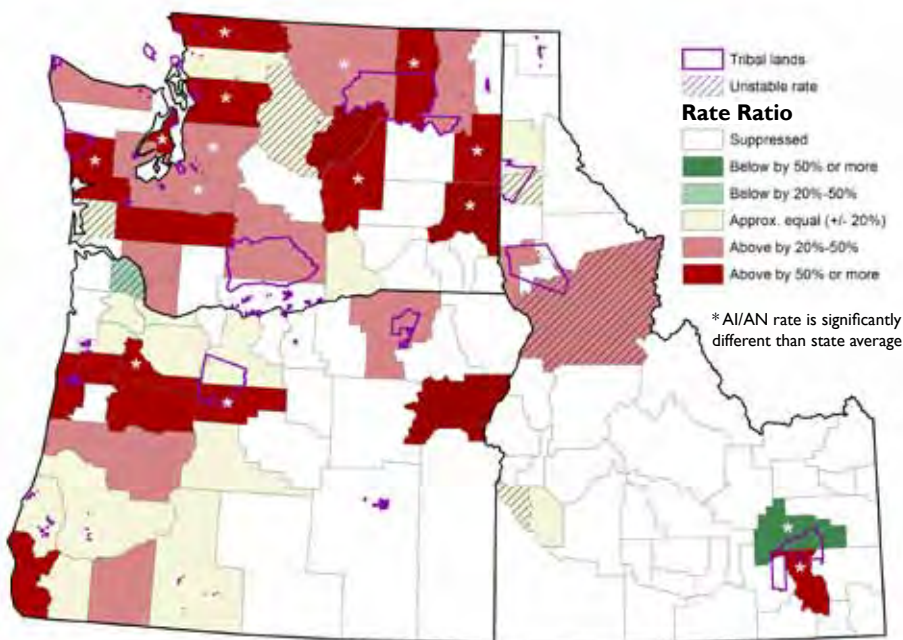 Tribal lands
Unstable rate
Rate Ratio
Suppressed
Below by 50% or more
Below by 20%-50%
Approx. equal (+/- 20%)
Above by 20%-50%
Above by 50% or more
* AI/AN rate is significantly
different than state average